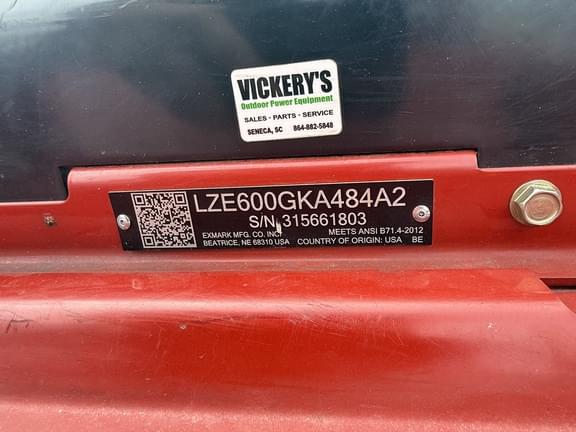 VICKERY'S
Outdoor Power Equipment
SALES - PARTS - SERVICE
SENECA, SC 864-882-5848
LZE600GKA484A2
S/N 315661803
EXMARK MFG. CO. INC. MEETS ANSI B71.4-2012
BEATRICE, NE 68310 USA COUNTRY OF ORIGIN: USA BE